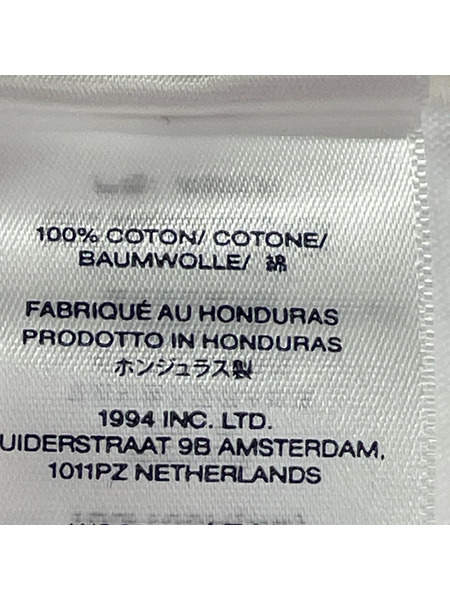 100% COTON/ COTONE/
BAUMWOLLE/ 綿
FABRIQUÉ AU HONDURAS
PRODOTTO IN HONDURAS
ホンジュラス製
1994 INC. LTD.
UIDERSTRAAT 9B AMSTERDAM,
1011PZ NETHERLANDS